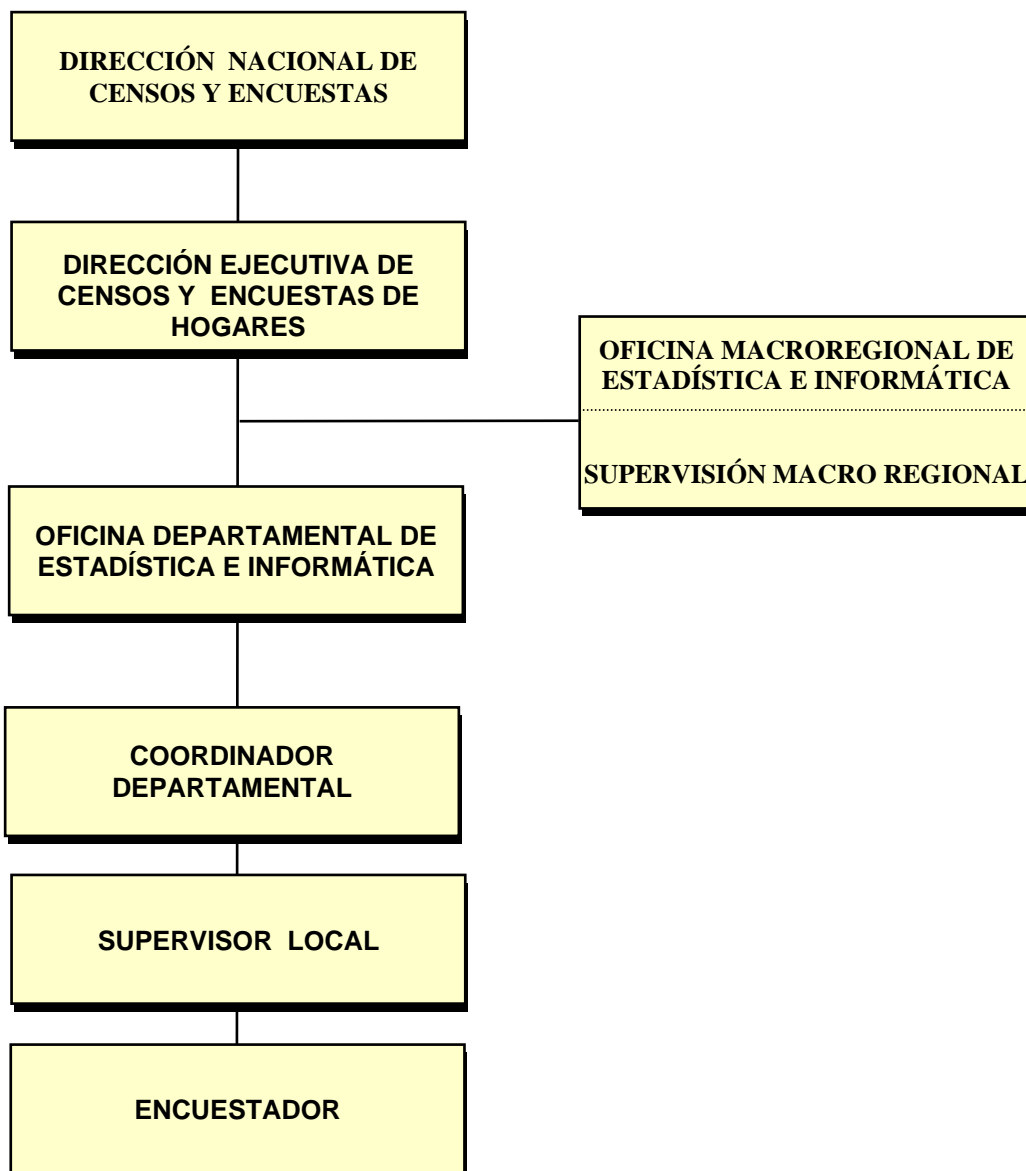 DIRECCIÓN NACIONAL DE
CENSOS Y ENCUESTAS
DIRECCIÓN EJECUTIVA DE
CENSOS Y ENCUESTAS DE
HOGARES
OFICINA MACROREGIONAL DE
ESTADÍSTICA E INFORMÁTICA
SUPERVISIÓN MACRO REGIONAL
OFICINA DEPARTAMENTAL DE
ESTADÍSTICA E INFORMÁTICA
COORDINADOR
DEPARTAMENTAL
SUPERVISOR LOCAL
ENCUESTADOR